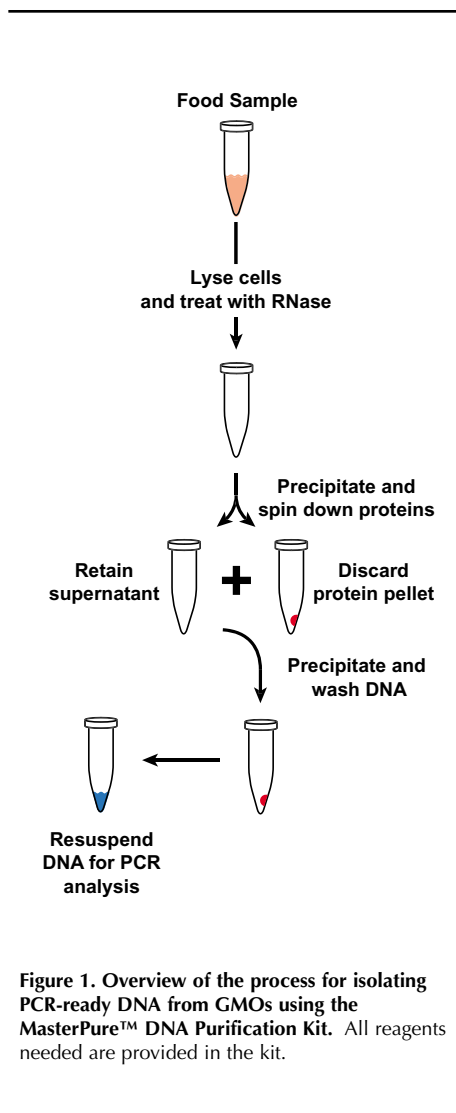 Food Sample
Lyse cells
and treat with RNase
Precipitate and
spin down proteins
Retain
supernatant
Discard
protein pellet
Precipitate and
wash DNA
Resuspend
DNA for PCR
analysis
Figure 1. Overview of the process for isolating
PCR-ready DNA from GMOs using the
MasterPure™ DNA Purification Kit. All reagents
needed are provided in the kit.